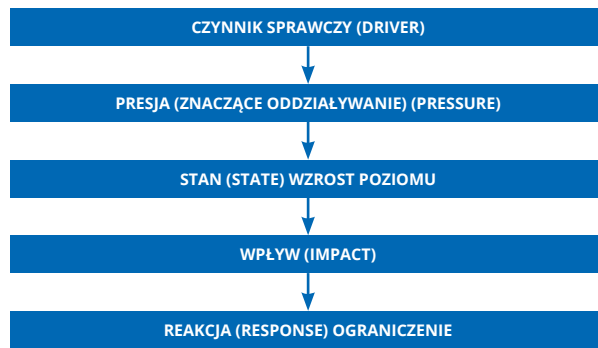 CZYNNIK SPRAWCZY (DRIVER)
PRESJA (ZNACZĄCE ODDZIAŁYWANIE) (PRESSURE)
STAN (STATE) WZROST POZIOMU
WPŁYW (IMPACT)
REAKCJA (RESPONSE) OGRANICZENIE